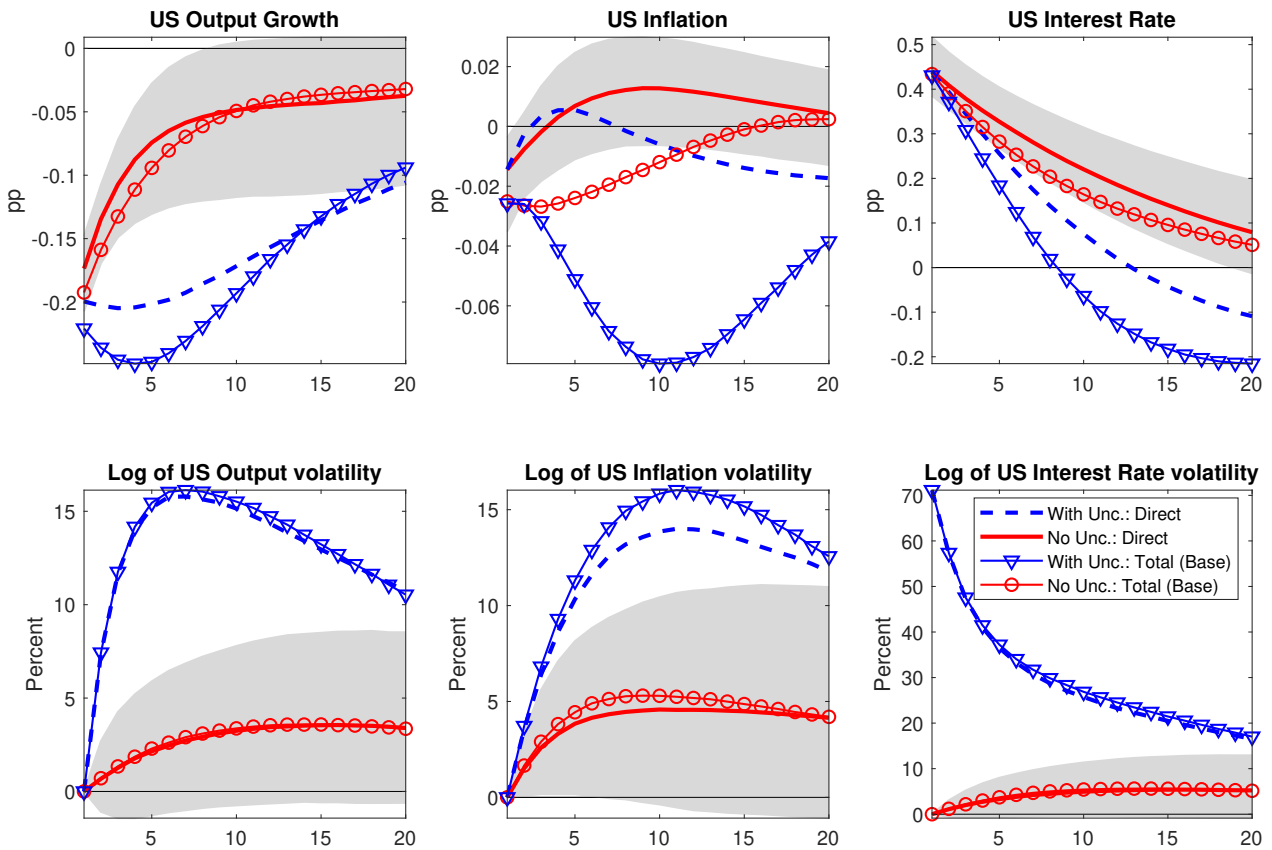 US Output Growth
0
-0.05
-0.1
-0.15
-0.2
pp
5 10 15 20
US Inflation
0.02
0
-0.02
-0.04
-0.06
pp
5 10 15 20
US Interest Rate
0.5
0.4
0.3
0.2
0.1
0
-0.1
-0.2
pp
5 10 15 20
Log of US Output volatility
15
10
5
0
Percent
5 10 15 20
Log of US Inflation volatility
15
10
5
0
Percent
5 10 15 20
Log of US Interest Rate volatility
70
60
50
40
30
20
10
0
Percent
With Unc.: Direct
No Unc.: Direct
With Unc.: Total (Base)
No Unc.: Total (Base)
5 10 15 20